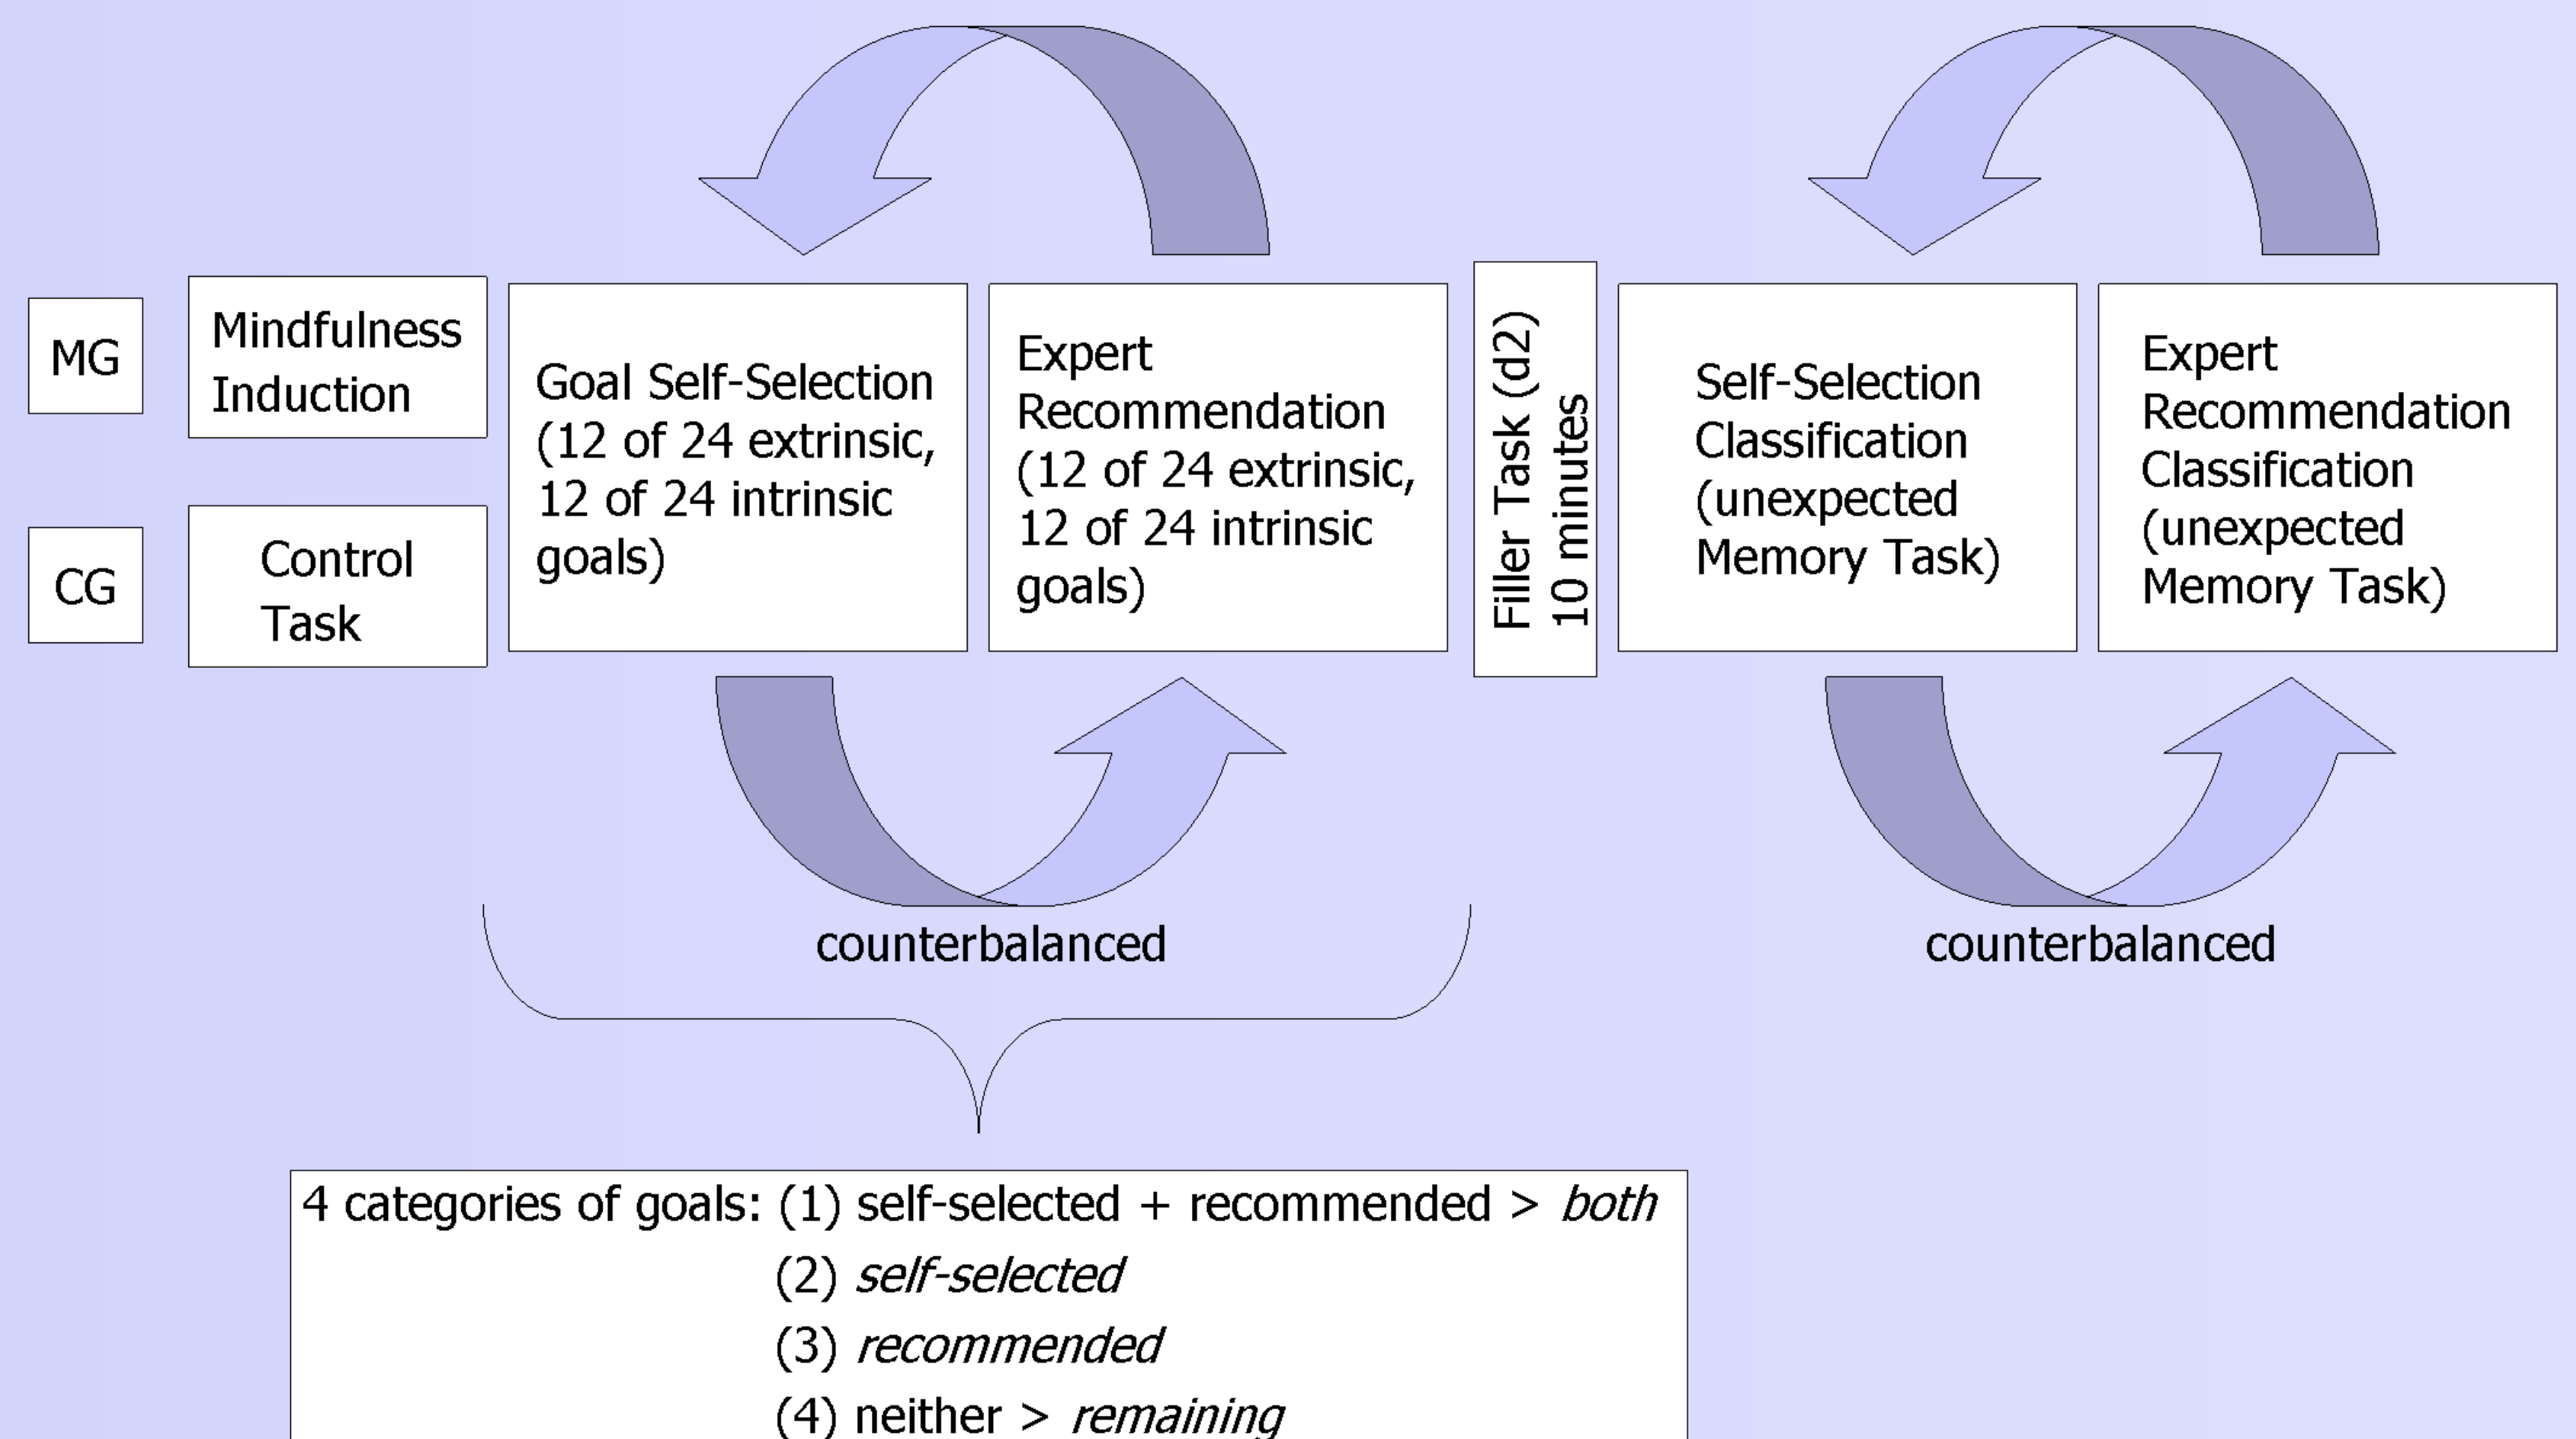 MG
Mindfulness
Induction
CG
Control
Task
Goal Self-Selection
(12 of 24 extrinsic,
12 of 24 intrinsic
goals)
Expert
Recommendation
(12 of 24 extrinsic,
12 of 24 intrinsic
goals)
Filler Task (d2)
10 minutes
Self-Selection
Classification
(unexpected
Memory Task)
Expert
Recommendation
Classification
(unexpected
Memory Task)
counterbalanced
counterbalanced
4 categories of goals: (1) self-selected + recommended > both
(2) self-selected
(3) recommended
(4) neither > remaining